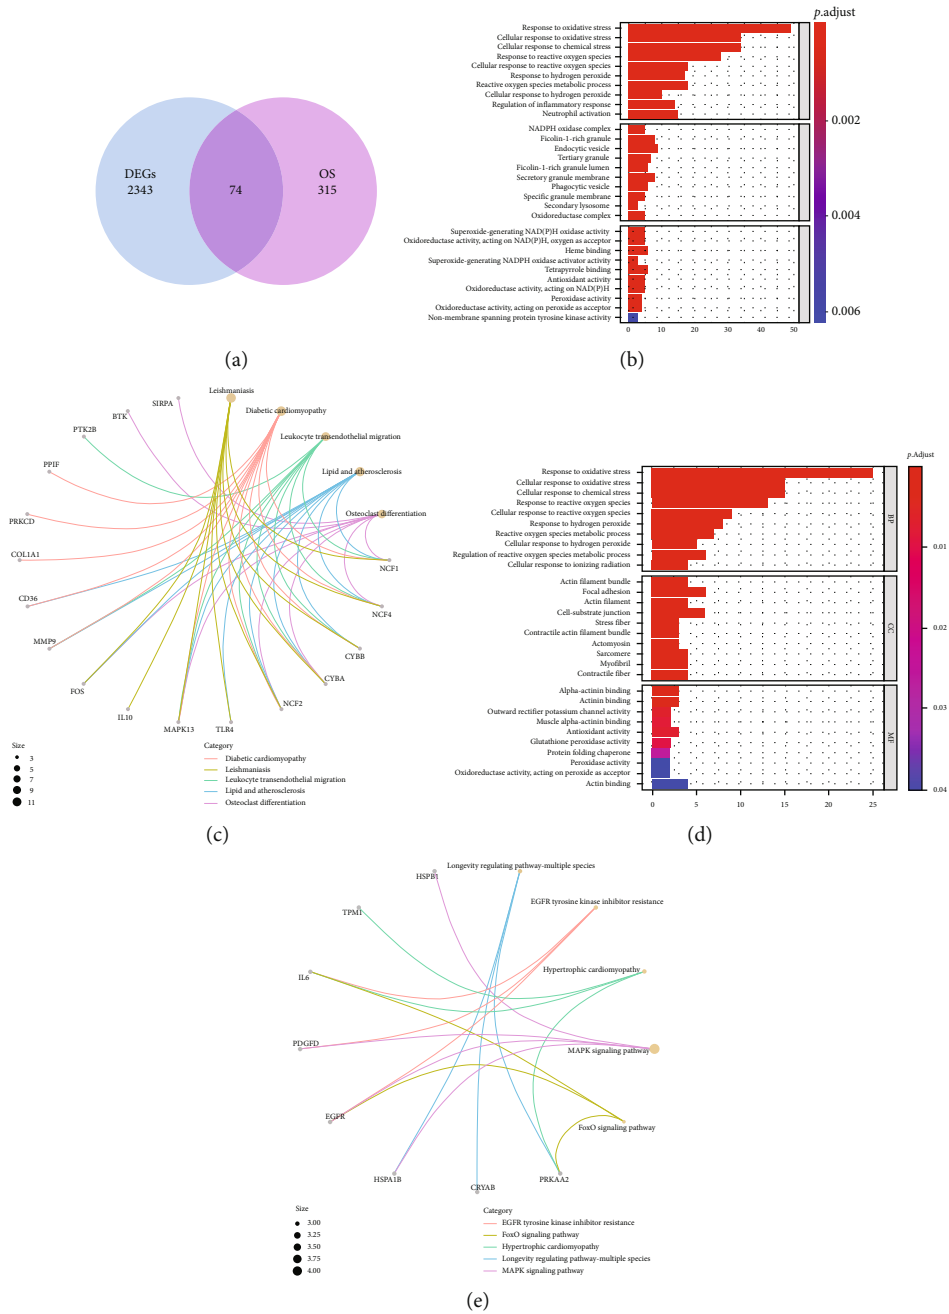 DEGs
2343
74
OS
315
(a)
p.adjust
Response to oxidative stress
Cellular response to oxidative stress
Cellular response to chemical stress
Response to reactive oxygen species
Cellular response to reactive oxygen species
Response to hydrogen peroxide
Reactive oxygen species metabolic process
Cellular response to hydrogen peroxide
Regulation of inflammatory response
Neutrophil activation
NADPH oxidase complex
Ficolin-1-rich granule
Endocytic vesicle
Tertiary granule
Ficolin-1-rich granule lumen
Secretory granule membrane
Phagocytic vesicle
Specific granule membrane
Secondary lysosome
Oxidoreductase complex
Superoxide-generating NAD(P)H oxidase activity
Oxidoreductase activity, acting on NAD(P)H, oxygen as acceptor
Heme binding
Superoxide-generating NADPH oxidase activator activity
Tetrapyrrole binding
Antioxidant activity
Oxidoreductase activity, acting on NAD(P)H
Peroxidase activity
Oxidoreductase activity, acting on peroxide as acceptor
Non-membrane spanning protein tyrosine kinase activity
0 10 20 30 40 50
0.002
0.004
0.006
(b)
Leishmaniasis
Diabetic cardiomyopathy
Leukocyte transendothelial migration
Lipid and atherosclerosis
Osteoclast differentiation
SIRPA
BTK
PTK2B
PPIF
PRKCD
COL1A1
CD36
MMP9
FOS
IL10
MAPK13
TLR4
NCF2
CYBA
CYBB
NCF4
NCF1
Size
3
5
7
9
11
Category
Diabetic cardiomyopathy
Leishmaniasis
Leukocyte transendothelial migration
Lipid and atherosclerosis
Osteoclast differentiation
(c)
p.Adjust
Response to oxidative stress
Cellular response to oxidative stress
Cellular response to chemical stress
Response to reactive oxygen species
Cellular response to reactive oxygen species
Response to hydrogen peroxide
Reactive oxygen species metabolic process
Cellular response to hydrogen peroxide
Regulation of reactive oxygen species metabolic process
Cellular response to ionizing radiation
BP
Actin filament bundle
Focal adhesion
Actin filament
Cell-substrate junction
Stress fiber
Contractile actin filament bundle
Actomyosin
Sarcomere
Myofibril
Contractile fiber
CC
Alpha-actinin binding
Actinin binding
Outward rectifier potassium channel activity
Muscle alpha-actinin binding
Antioxidant activity
Glutathione peroxidase activity
Protein folding chaperone
Peroxidase activity
Oxidoreductase activity, acting on peroxide as acceptor
Actin binding
MF
0 5 10 15 20 25
0.01
0.02
0.03
0.04
(d)
Longevity regulating pathway-multiple species
EGFR tyrosine kinase inhibitor resistance
Hypertrophic cardiomyopathy
MAPK signaling pathway
FoxO signaling pathway
HSPB1
TPM1
IL6
PDGFD
EGFR
HSPA1B
CRYAB
PRKAA2
Size
3.00
3.25
3.50
3.75
4.00
Category
EGFR tyrosine kinase inhibitor resistance
FoxO signaling pathway
Hypertrophic cardiomyopathy
Longevity regulating pathway-multiple species
MAPK signaling pathway
(e)